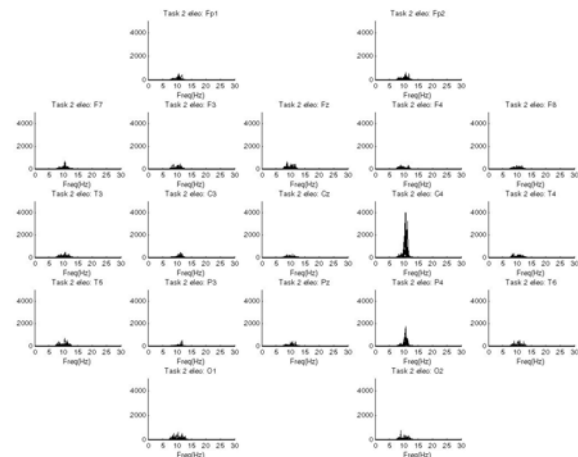 Task 2 elec: Fp1
Task 2 elec: Fp2
4000
2000
0
0 5 10 15 20 25 30
Freq(Hz)
4000
2000
0
0 5 10 15 20 25 30
Freq(Hz)
Task 2 elec: F7
Task 2 elec: F3
Task 2 elec: Fz
Task 2 elec: F4
Task 2 elec: F8
4000
2000
0
0 5 10 15 20 25 30
Freq(Hz)
4000
2000
0
0 5 10 15 20 25 30
Freq(Hz)
4000
2000
0
0 5 10 15 20 25 30
Freq(Hz)
4000
2000
0
0 5 10 15 20 25 30
Freq(Hz)
4000
2000
0
0 5 10 15 20 25 30
Freq(Hz)
Task 2 elec: T3
Task 2 elec: C3
Task 2 elec: Cz
Task 2 elec: C4
Task 2 elec: T4
4000
2000
0
0 5 10 15 20 25 30
Freq(Hz)
4000
2000
0
0 5 10 15 20 25 30
Freq(Hz)
4000
2000
0
0 5 10 15 20 25 30
Freq(Hz)
4000
2000
0
0 5 10 15 20 25 30
Freq(Hz)
4000
2000
0
0 5 10 15 20 25 30
Freq(Hz)
Task 2 elec: T5
Task 2 elec: P3
Task 2 elec: Pz
Task 2 elec: P4
Task 2 elec: T6
4000
2000
0
0 5 10 15 20 25 30
Freq(Hz)
4000
2000
0
0 5 10 15 20 25 30
Freq(Hz)
4000
2000
0
0 5 10 15 20 25 30
Freq(Hz)
4000
2000
0
0 5 10 15 20 25 30
Freq(Hz)
4000
2000
0
0 5 10 15 20 25 30
Freq(Hz)
Task 2 elec: O1
Task 2 elec: O2
4000
2000
0
0 5 10 15 20 25 30
Freq(Hz)
4000
2000
0
0 5 10 15 20 25 30
Freq(Hz)